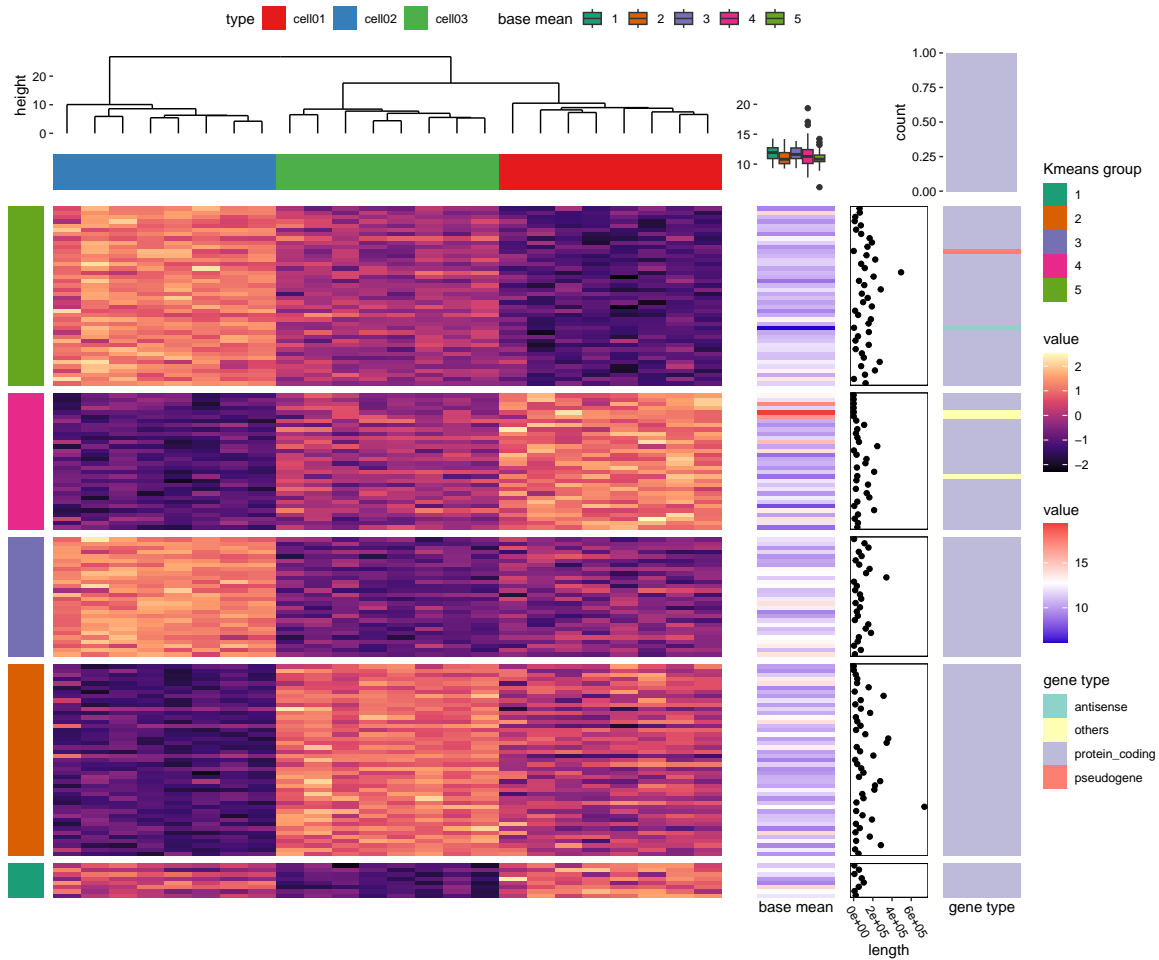 type cell01 cell02 cell03 base mean 1 2 3 4 5
height
20
10
0
20
15
10
count
1.00
0.75
0.50
0.25
0.00
Kmeans group
1
2
3
4
5
value
2
1
0
−1
−2
value
15
10
gene type
antisense
others
protein_coding
pseudogene
base mean
0e+00
2e+05
4e+05
6e+05
length
gene type